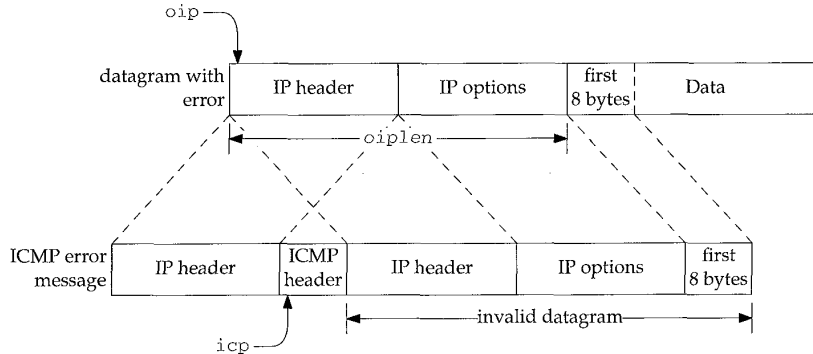 oip
datagram with
error
IP header
IP options
first
8 bytes
Data
oiplen
ICMP error
message
IP header
ICMP
header
IP header
IP options
first
8 bytes
invalid datagram
icp